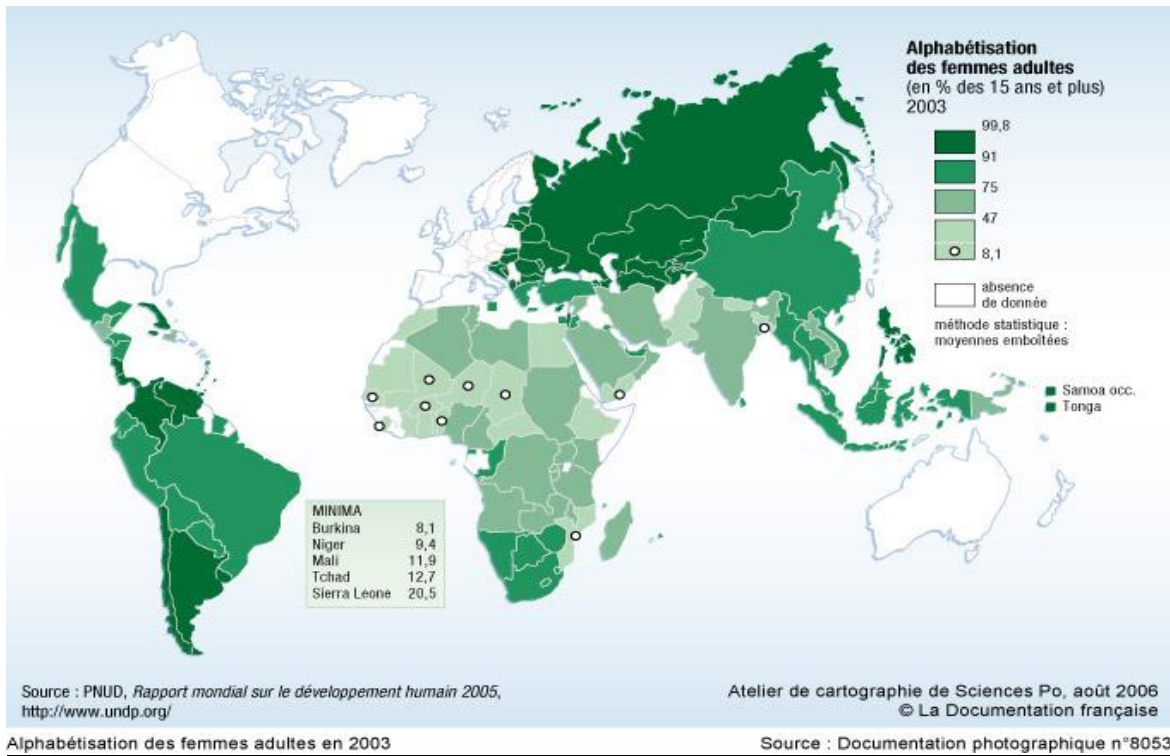 Alphabétisation
des femmes adultes
(en % des 15 ans et plus)
2003
99,8
91
75
47
8,1
absence
de donnée
méthode statistique :
moyennes emboîtées
Samoa occ.
Tonga
MINIMA
Burkina 8,1
Niger 9,4
Mali 11,9
Tchad 12,7
Sierra Leone 20,5
Source : PNUD, Rapport mondial sur le développement humain 2005,
http://www.undp.org/
Atelier de cartographie de Sciences Po, août 2006
© La Documentation française
Alphabétisation des femmes adultes en 2003
Source : Documentation photographique n°8053